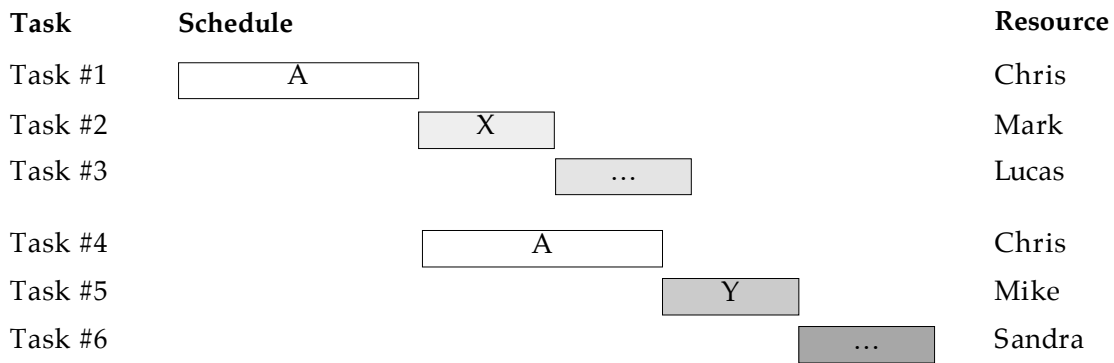 Task Schedule Resource
Task #1 A Chris
Task #2 X Mark
Task #3 … Lucas
Task #4 A Chris
Task #5 Y Mike
Task #6 … Sandra